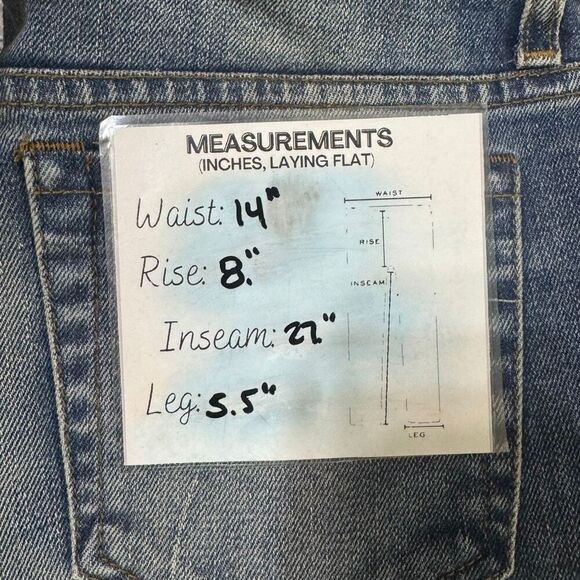 MEASUREMENTS
(INCHES, LAYING FLAT)
Waist: 14"
Rise: 8."
Inseam: 27."
Leg: 5.5"
WAIST
RISE
INSEAM
LEG